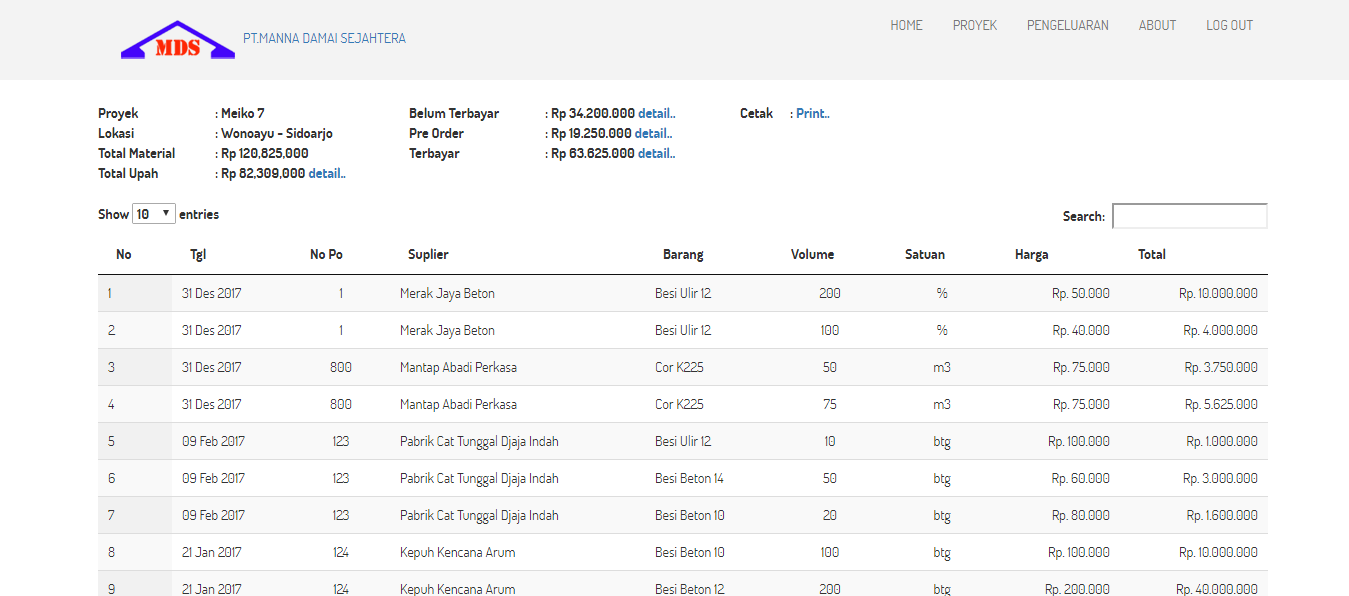 MDS PT.MANNA DAMAI SEJAHTERA HOME PROYEK PENGELUARAN ABOUT LOG OUT
Proyek : Meiko 7 Belum Terbayar : Rp 34.200.000 detail.. Cetak : Print..
Lokasi : Wonoayu - Sidoarjo Pre Order : Rp 19.250.000 detail..
Total Material : Rp 120,825,000 Terbayar : Rp 63.625.000 detail..
Total Upah : Rp 82,309,000 detail..
Show 10 entries Search:
No Tgl No Po Suplier Barang Volume Satuan Harga Total
1 31 Des 2017 1 Merak Jaya Beton Besi Ulir 12 200 % Rp. 50.000 Rp. 10.000.000
2 31 Des 2017 1 Merak Jaya Beton Besi Ulir 12 100 % Rp. 40.000 Rp. 4.000.000
3 31 Des 2017 800 Mantap Abadi Perkasa Cor K225 50 m3 Rp. 75.000 Rp. 3.750.000
4 31 Des 2017 800 Mantap Abadi Perkasa Cor K225 75 m3 Rp. 75.000 Rp. 5.625.000
5 09 Feb 2017 123 Pabrik Cat Tunggal Djaja Indah Besi Ulir 12 10 btg Rp. 100.000 Rp. 1.000.000
6 09 Feb 2017 123 Pabrik Cat Tunggal Djaja Indah Besi Beton 14 50 btg Rp. 60.000 Rp. 3.000.000
7 09 Feb 2017 123 Pabrik Cat Tunggal Djaja Indah Besi Beton 10 20 btg Rp. 80.000 Rp. 1.600.000
8 21 Jan 2017 124 Kepuh Kencana Arum Besi Beton 10 100 btg Rp. 100.000 Rp. 10.000.000
9 21 Jan 2017 124 Kepuh Kencana Arum Besi Beton 12 200 btg Rp. 200.000 Rp. 40.000.000